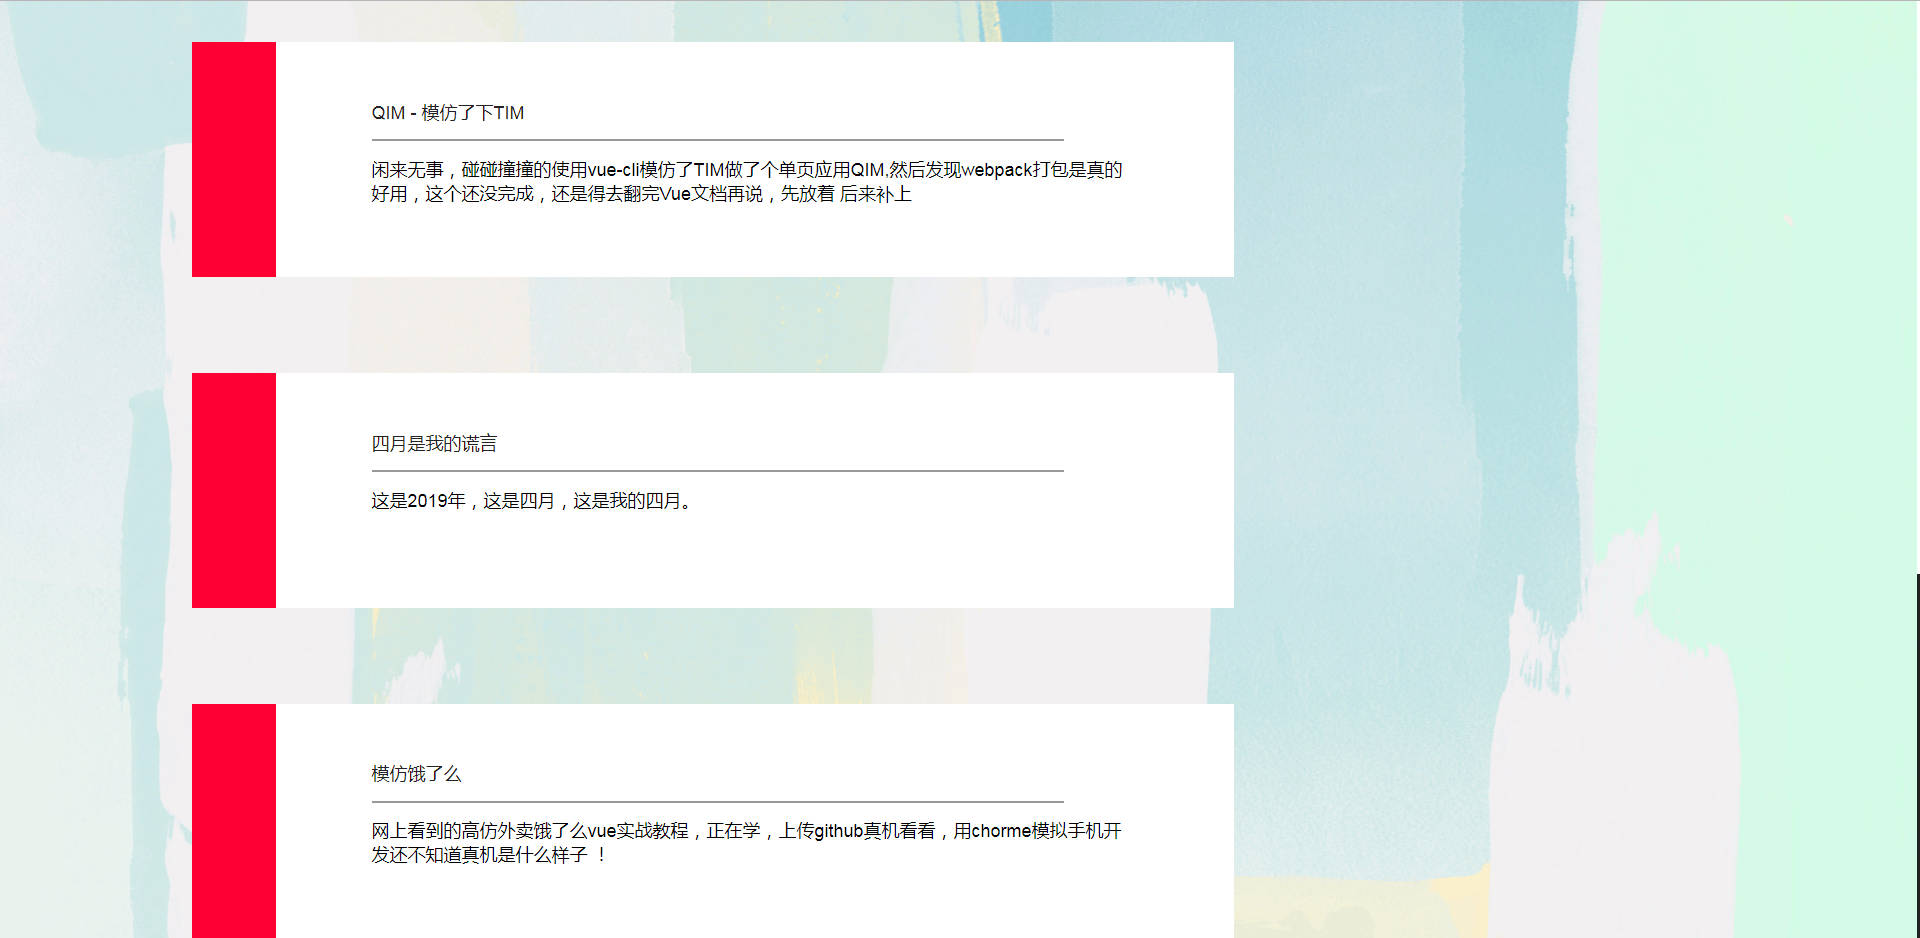 QIM - 模仿了下TIM
闲来无事，碰碰撞撞的使用vue-cli模仿了TIM做了个单页应用QIM,然后发现webpack打包是真的
好用，这个还没完成，还是得去翻完Vue文档再说，先放着 后来补上
四月是我的谎言
这是2019年，这是四月，这是我的四月。
模仿饿了么
网上看到的高仿外卖饿了么vue实战教程，正在学，上传github真机看看，用chorme模拟手机开
发还不知道真机是什么样子 ！